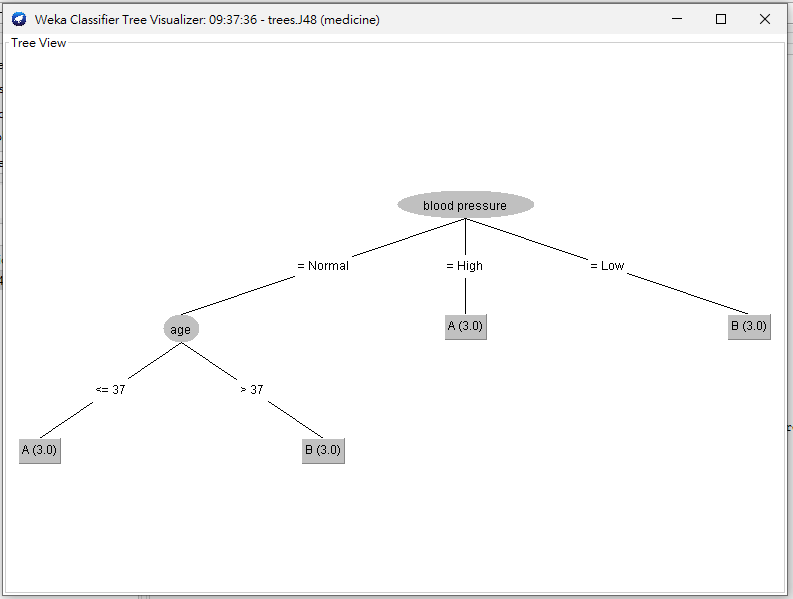 Weka Classifier Tree Visualizer: 09:37:36 - trees.J48 (medicine)
Tree View
blood pressure
= Normal
= High
= Low
age
A (3.0)
B (3.0)
<= 37
> 37
A (3.0)
B (3.0)